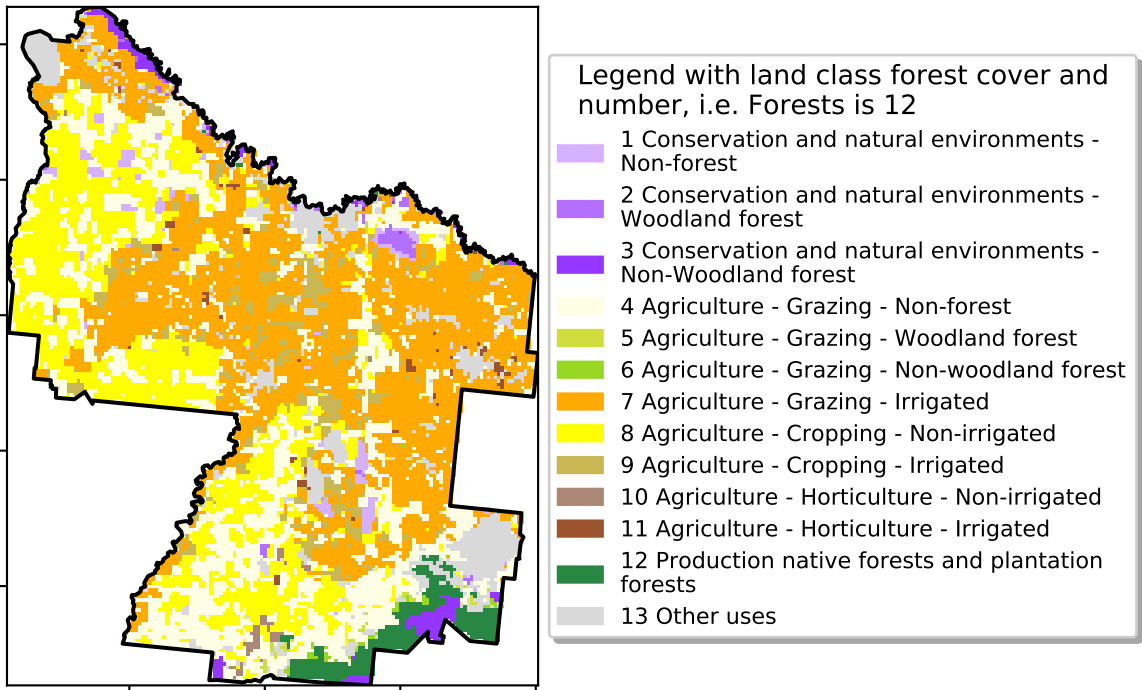 Legend with land class forest cover and
number, i.e. Forests is 12
1 Conservation and natural environments -
Non-forest
2 Conservation and natural environments -
Woodland forest
3 Conservation and natural environments -
Non-Woodland forest
4 Agriculture - Grazing - Non-forest
5 Agriculture - Grazing - Woodland forest
6 Agriculture - Grazing - Non-woodland forest
7 Agriculture - Grazing - Irrigated
8 Agriculture - Cropping - Non-irrigated
9 Agriculture - Cropping - Irrigated
10 Agriculture - Horticulture - Non-irrigated
11 Agriculture - Horticulture - Irrigated
12 Production native forests and plantation
forests
13 Other uses